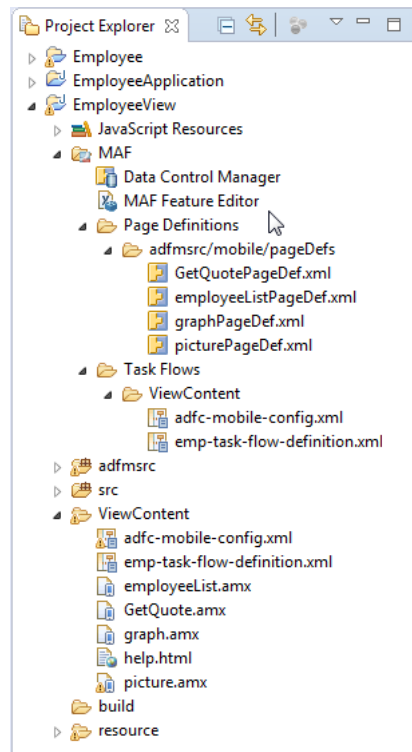 Project Explorer
Employee
EmployeeApplication
EmployeeView
JavaScript Resources
MAF
Data Control Manager
MAF Feature Editor
Page Definitions
adfmsrc/mobile/pageDefs
GetQuotePageDef.xml
employeeListPageDef.xml
graphPageDef.xml
picturePageDef.xml
Task Flows
ViewContent
adfc-mobile-config.xml
emp-task-flow-definition.xml
adfmsrc
src
ViewContent
adfc-mobile-config.xml
emp-task-flow-definition.xml
employeeList.amx
GetQuote.amx
graph.amx
help.html
picture.amx
build
resource